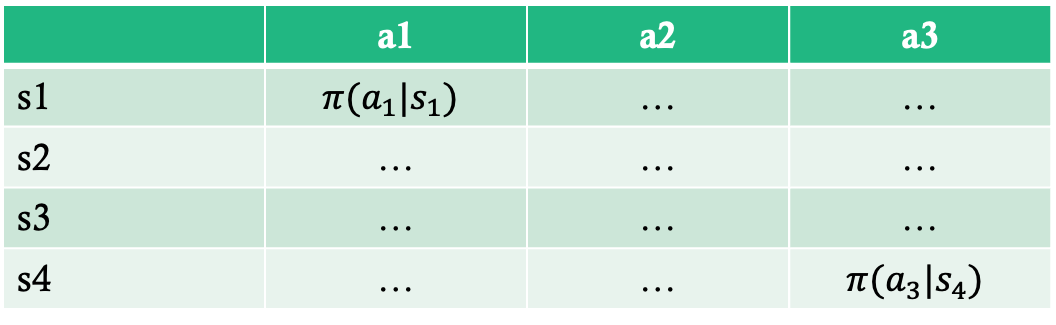 a1 a2 a3
s1 π(a₁|s₁) … …
s2 … … …
s3 … … …
s4 … … π(a₃|s₄)